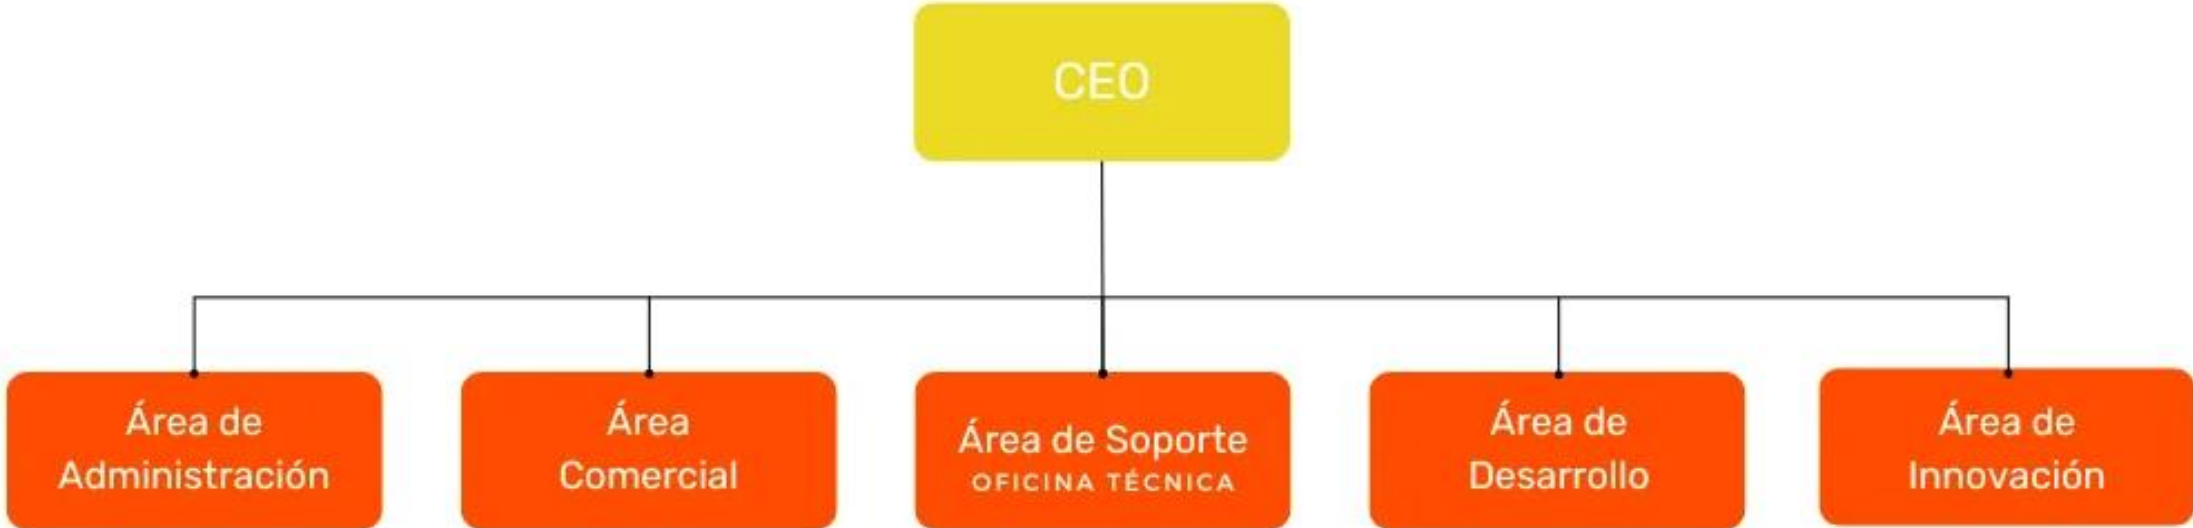 CEO
Área de
Administración
Área
Comercial
Área de Soporte
OFICINA TÉCNICA
Área de
Desarrollo
Área de
Innovación